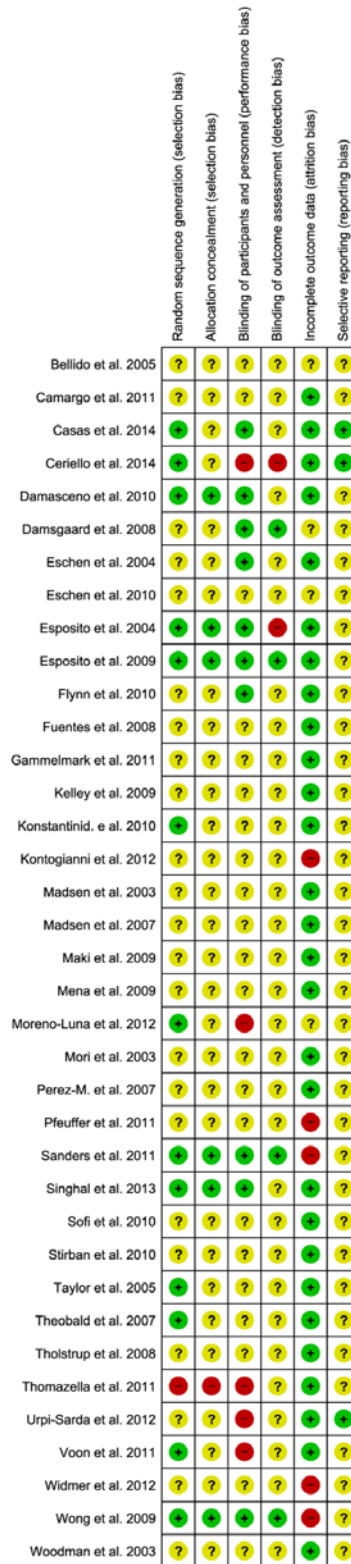 Random sequence generation (selection bias)
Allocation concealment (selection bias)
Blinding of participants and personnel (performance bias)
Blinding of outcome assessment (detection bias)
Incomplete outcome data (attrition bias)
Selective reporting (reporting bias)
Bellido et al. 2005 ? ? ? ? ? ?
Camargo et al. 2011 ? ? ? ? + ?
Casas et al. 2014 + ? + ? + +
Ceriello et al. 2014 + ? - - + +
Damasceno et al. 2010 + + + ? + ?
Damsgaard et al. 2008 ? ? + + ? ?
Eschen et al. 2004 ? ? + ? + ?
Eschen et al. 2010 ? ? ? ? ? ?
Esposito et al. 2004 + + + - + ?
Esposito et al. 2009 + + + + + ?
Flynn et al. 2010 ? ? + ? + ?
Fuentes et al. 2008 ? ? ? ? + ?
Gammelmark et al. 2011 ? ? ? ? + ?
Kelley et al. 2009 ? ? ? ? + ?
Konstantinid. e al. 2010 + ? ? ? + ?
Kontogianni et al. 2012 ? ? ? ? - ?
Madsen et al. 2003 ? ? ? ? + ?
Madsen et al. 2007 ? ? ? ? + ?
Maki et al. 2009 ? ? ? ? + ?
Mena et al. 2009 ? ? ? ? + ?
Moreno-Luna et al. 2012 + ? - ? ? ?
Mori et al. 2003 ? ? ? ? + ?
Perez-M. et al. 2007 ? ? ? ? + ?
Pfeuffer et al. 2011 ? ? ? ? - ?
Sanders et al. 2011 + + + + - ?
Singhal et al. 2013 + + + ? + ?
Sofi et al. 2010 ? ? ? ? + ?
Stirban et al. 2010 ? ? ? ? + ?
Taylor et al. 2005 + ? ? ? + ?
Theobald et al. 2007 + ? ? ? + ?
Tholstrup et al. 2008 ? ? ? ? + ?
Thomazella et al. 2011 - - - ? + ?
Urpi-Sarda et al. 2012 ? ? - ? + +
Voon et al. 2011 + ? - ? + ?
Widmer et al. 2012 ? ? ? ? - ?
Wong et al. 2009 + + + + - ?
Woodman et al. 2003 ? ? ? ? + ?